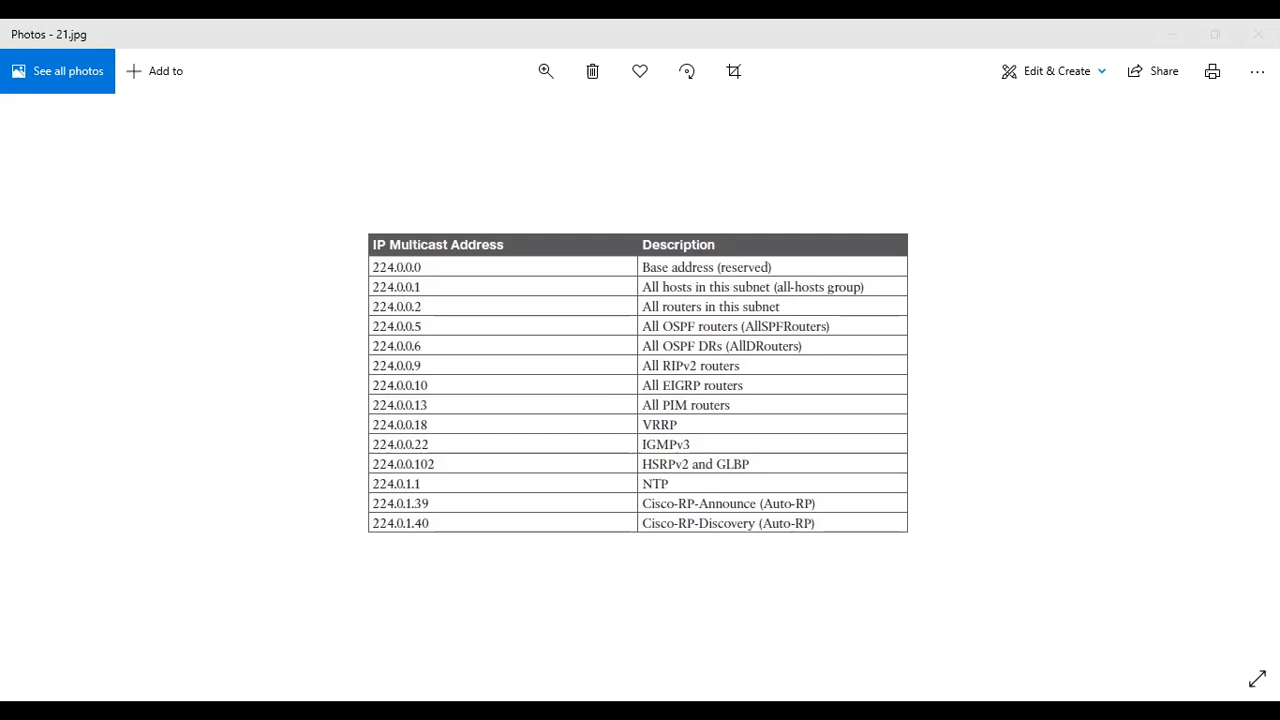 Photos - 21.jpg
See all photos
Add to
Edit & Create
Share
IP Multicast Address Description
224.0.0.0 Base address (reserved)
224.0.0.1 All hosts in this subnet (all-hosts group)
224.0.0.2 All routers in this subnet
224.0.0.5 All OSPF routers (AllSPFRouters)
224.0.0.6 All OSPF DRs (AllDRouters)
224.0.0.9 All RIPv2 routers
224.0.0.10 All EIGRP routers
224.0.0.13 All PIM routers
224.0.0.18 VRRP
224.0.0.22 IGMPv3
224.0.0.102 HSRPv2 and GLBP
224.0.1.1 NTP
224.0.1.39 Cisco-RP-Announce (Auto-RP)
224.0.1.40 Cisco-RP-Discovery (Auto-RP)